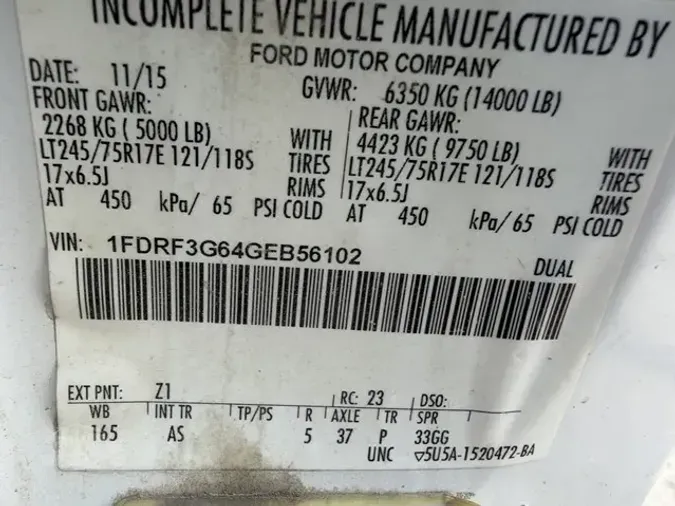 INCOMPLETE VEHICLE MANUFACTURED BY
FORD MOTOR COMPANY
DATE: 11/15 GVWR: 6350 KG (14000 LB)
FRONT GAWR: REAR GAWR:
2268 KG ( 5000 LB) WITH 4423 KG ( 9750 LB) WITH
LT245/75R17E 121/118S TIRES LT245/75R17E 121/118S TIRES
17x6.5J RIMS 17x6.5J RIMS
AT 450 kPa/ 65 PSI COLD AT 450 kPa/ 65 PSI COLD
VIN: 1FDRF3G64GEB56102
DUAL
EXT PNT: Z1 RC: 23 DSO:
WB INT TR TP/PS R AXLE TR SPR
165 AS 5 37 P 33GG
UNC ▽5U5A-1520472-BA